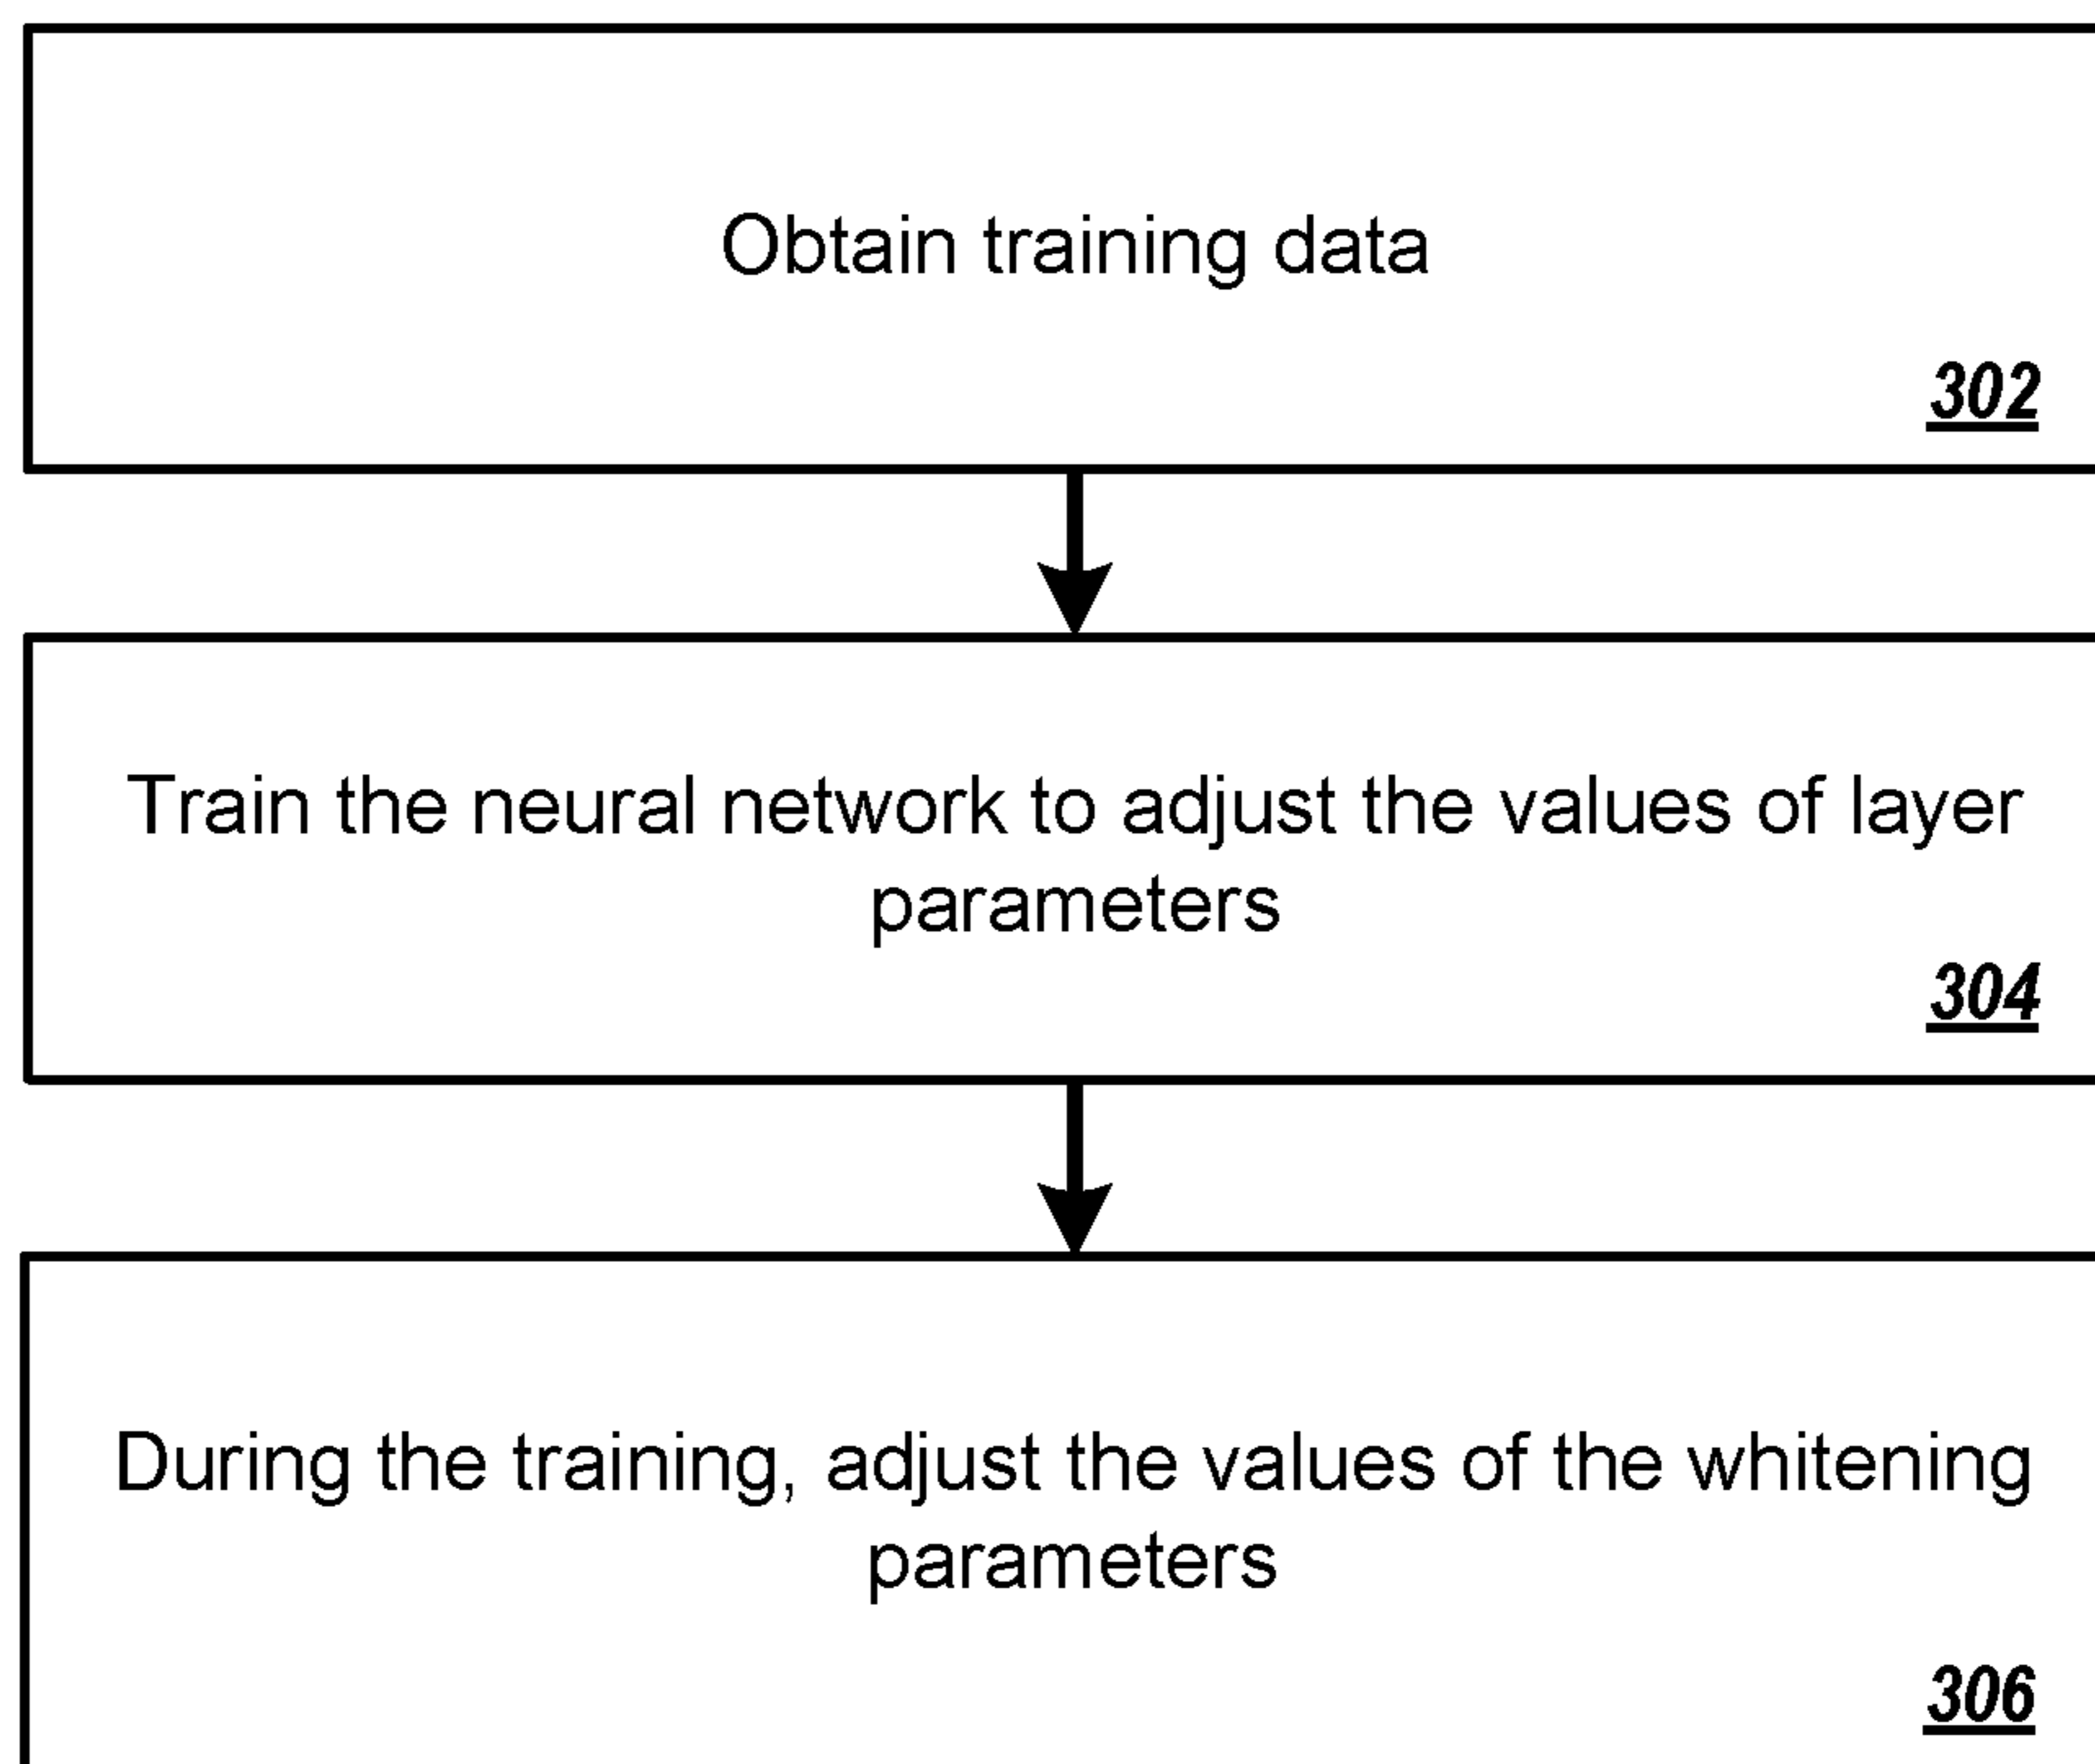 Obtain training data
302
Train the neural network to adjust the values of layer
parameters
304
During the training, adjust the values of the whitening
parameters
306